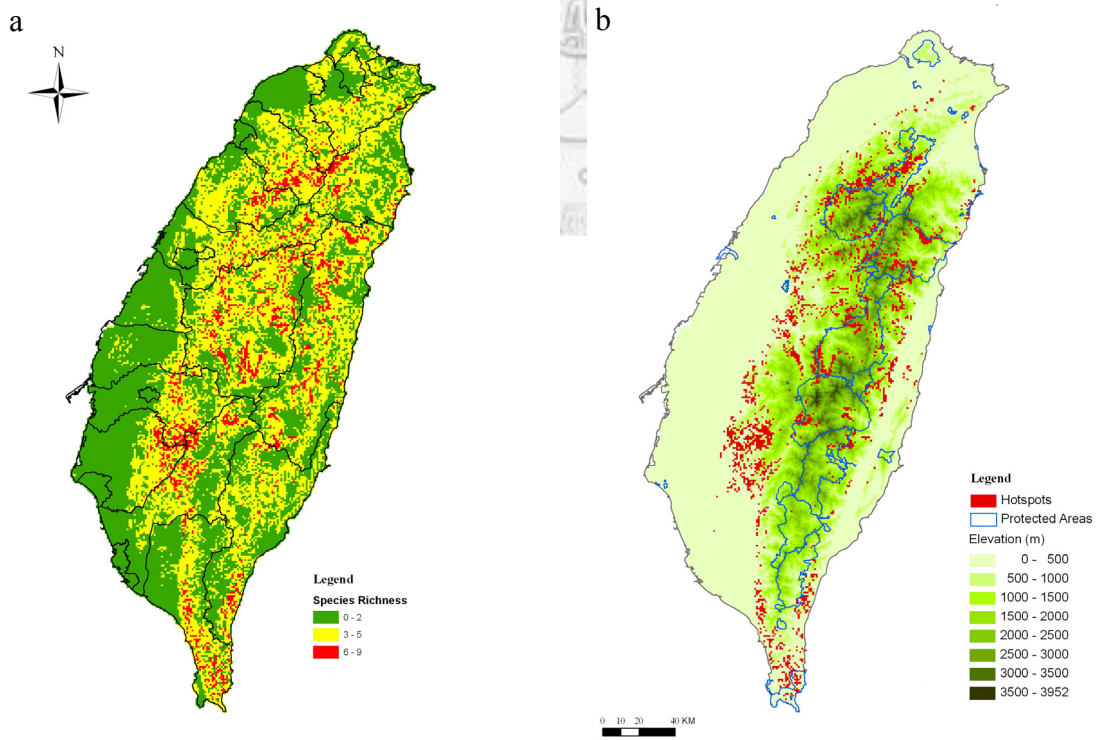 a
N
Legend
Species Richness
0 - 2
3 - 5
6 - 9
b
Legend
Hotspots
Protected Areas
Elevation (m)
0 - 500
500 - 1000
1000 - 1500
1500 - 2000
2000 - 2500
2500 - 3000
3000 - 3500
3500 - 3952
0 10 20 40 KM